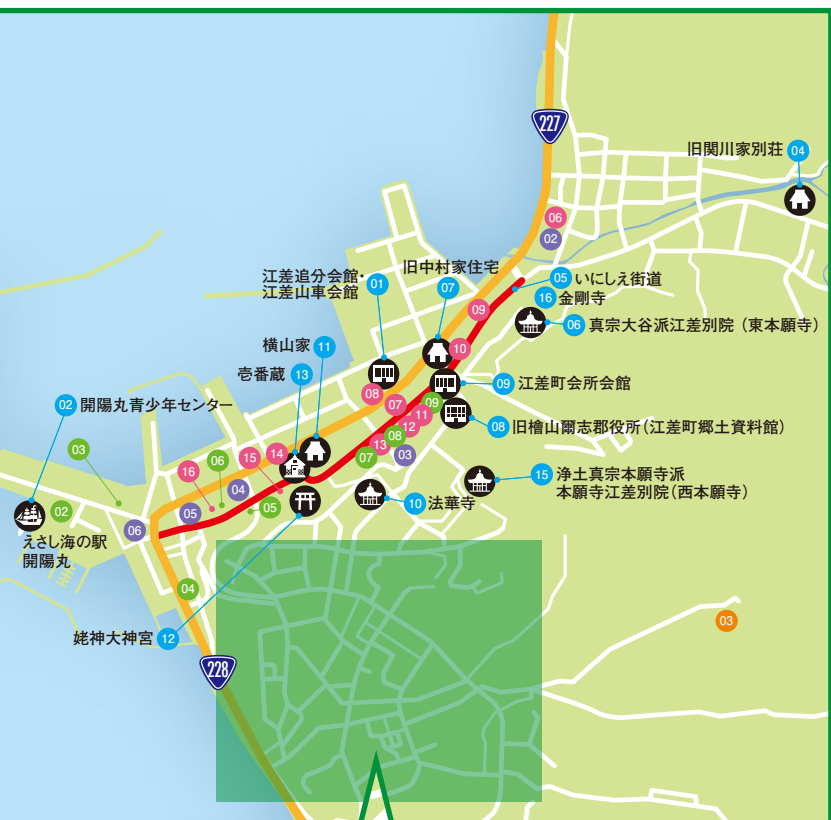 227
旧関川家別荘 04
06
02
旧中村家住宅
07
江差追分会館・
江差山車会館
01
05 いにしえ街道
16 金剛寺
06 真宗大谷派江差別院（東本願寺）
09
10
横山家 11
壱番蔵 13
08
07
09
11
12
08
13
07
03
09 江差町会所会館
08 旧檜山爾志郡役所（江差町郷土資料館）
02 開陽丸青少年センター
03
16
06
15
14
04
05
05
15 浄土真宗本願寺派
本願寺江差別院（西本願寺）
10 法華寺
02
06
えさし海の駅
開陽丸
04
姥神大神宮 12
03
228